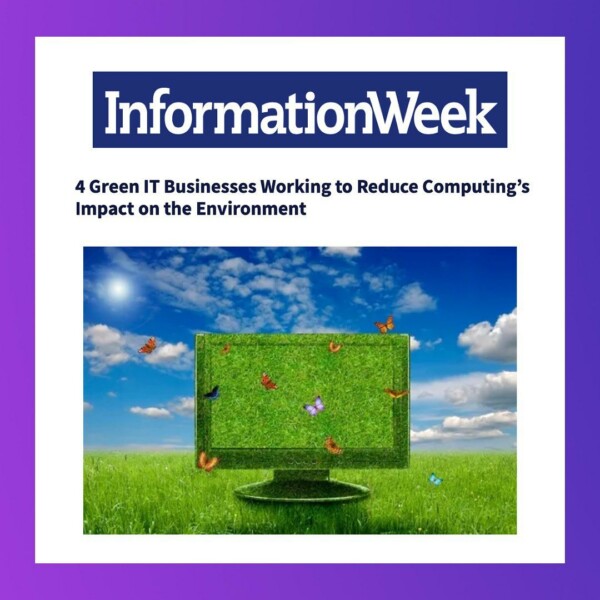 InformationWeek
4 Green IT Businesses Working to Reduce Computing’s
Impact on the Environment